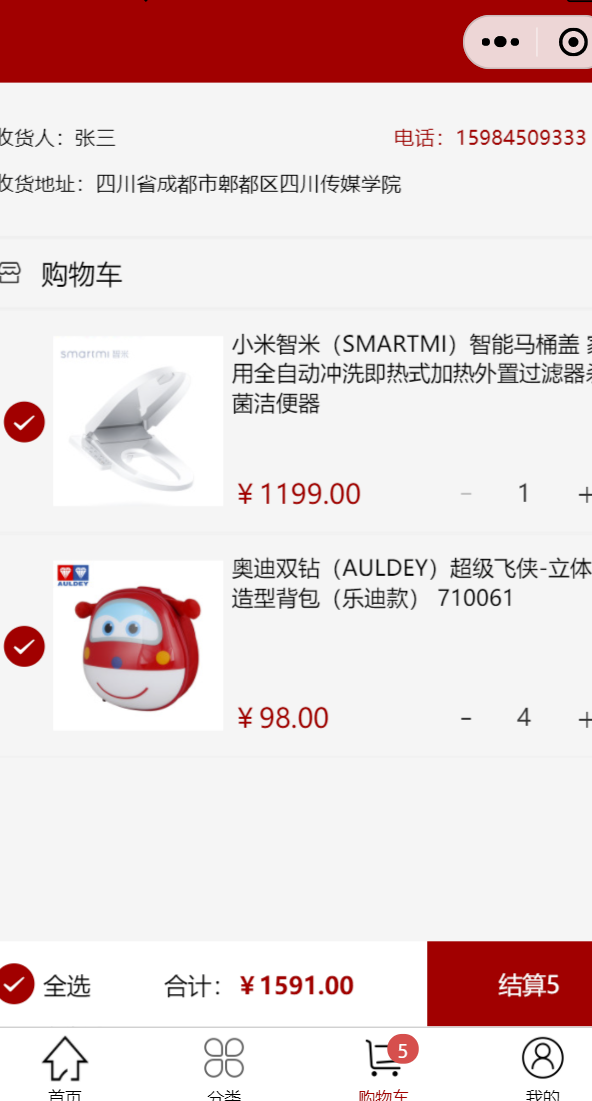 收货人：张三
电话：15984509333
收货地址：四川省成都市郫都区四川传媒学院
购物车
smartmi 智米
小米智米（SMARTMI）智能马桶盖 家
用全自动冲洗即热式加热外置过滤器杀
菌洁便器
￥1199.00
- 1 +
AULDEY
奥迪双钻（AULDEY）超级飞侠-立体
造型背包（乐迪款） 710061
￥98.00
- 4 +
全选
合计：￥1591.00
结算5
5
首页
分类
购物车
我的